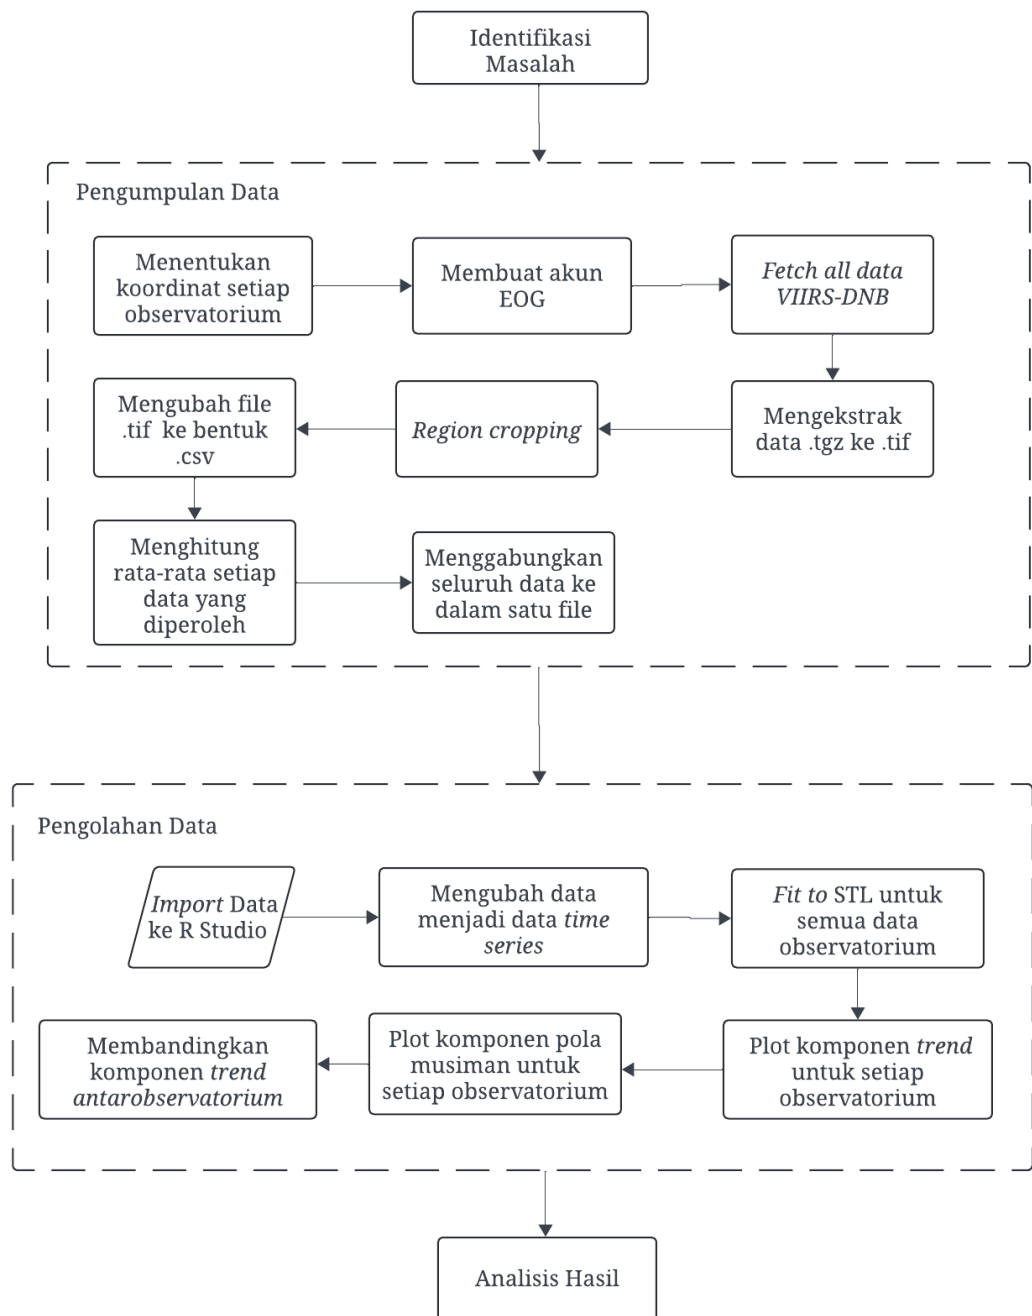 Identifikasi
Masalah
Pengumpulan Data
Menentukan
koordinat setiap
observatorium
Membuat akun
EOG
Fetch all data
VIIRS-DNB
Mengekstrak
data .tgz ke .tif
Region cropping
Mengubah file
.tif ke bentuk
.csv
Menghitung
rata-rata setiap
data yang
diperoleh
Menggabungkan
seluruh data ke
dalam satu file
Pengolahan Data
Import Data
ke R Studio
Mengubah data
menjadi data time
series
Fit to STL untuk
semua data
observatorium
Plot komponen trend
untuk setiap
observatorium
Plot komponen pola
musiman untuk
setiap observatorium
Membandingkan
komponen trend
antarobservatorium
Analisis Hasil